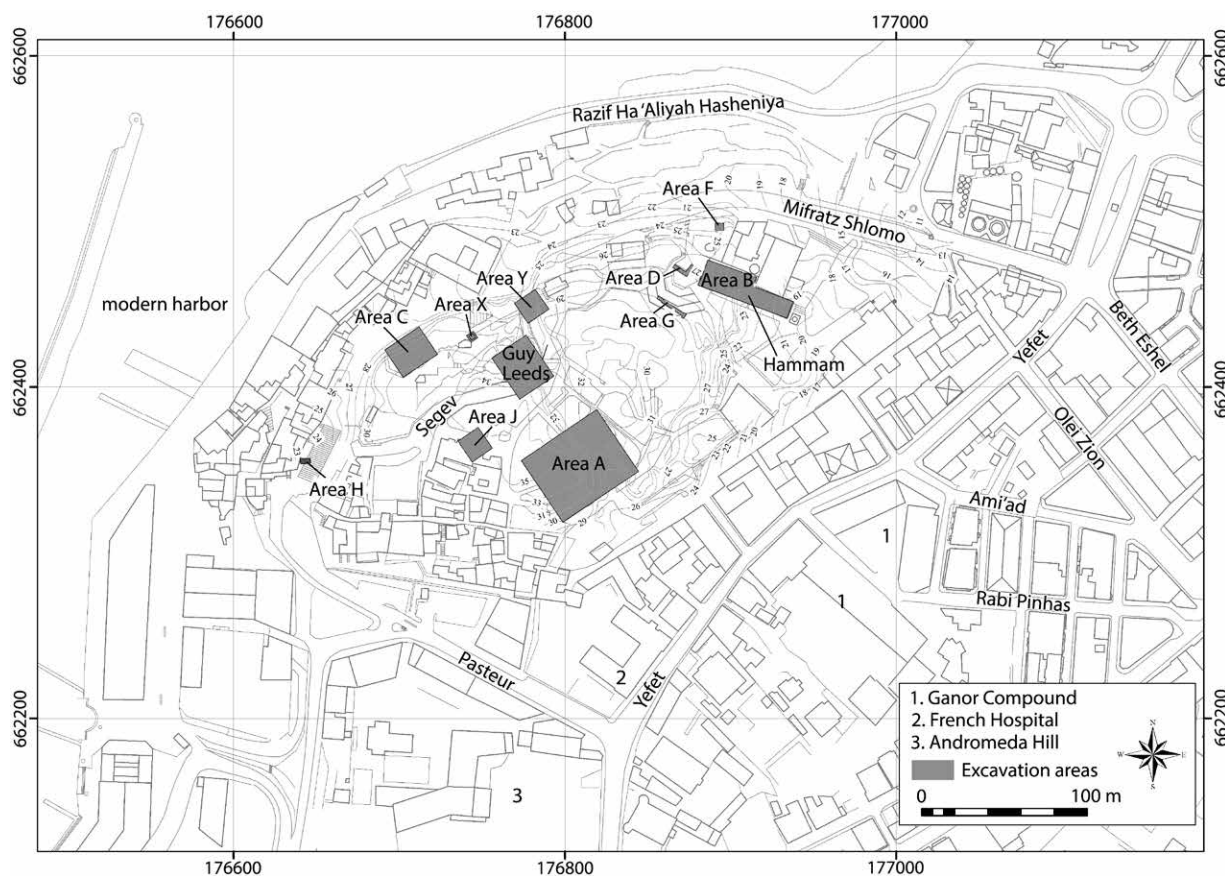 176600
176800
177000
662600
662600
Razif Ha 'Aliyah Hasheniya
Area F
Mifratz Shlomo
modern harbor
Area Y
Area D
Area B
Area X
Area C
Area G
Yefet
Beth Eshel
Guy
Leeds
Hammam
662400
662400
Segev
Area J
Olei Zion
Area A
Area H
Ami'ad
1
1
Rabi Pinhas
Pasteur
2
Yefet
1. Ganor Compound
2. French Hospital
3. Andromeda Hill
Excavation areas
N
W
E
S
0
100 m
662200
662200
3
176600
176800
177000